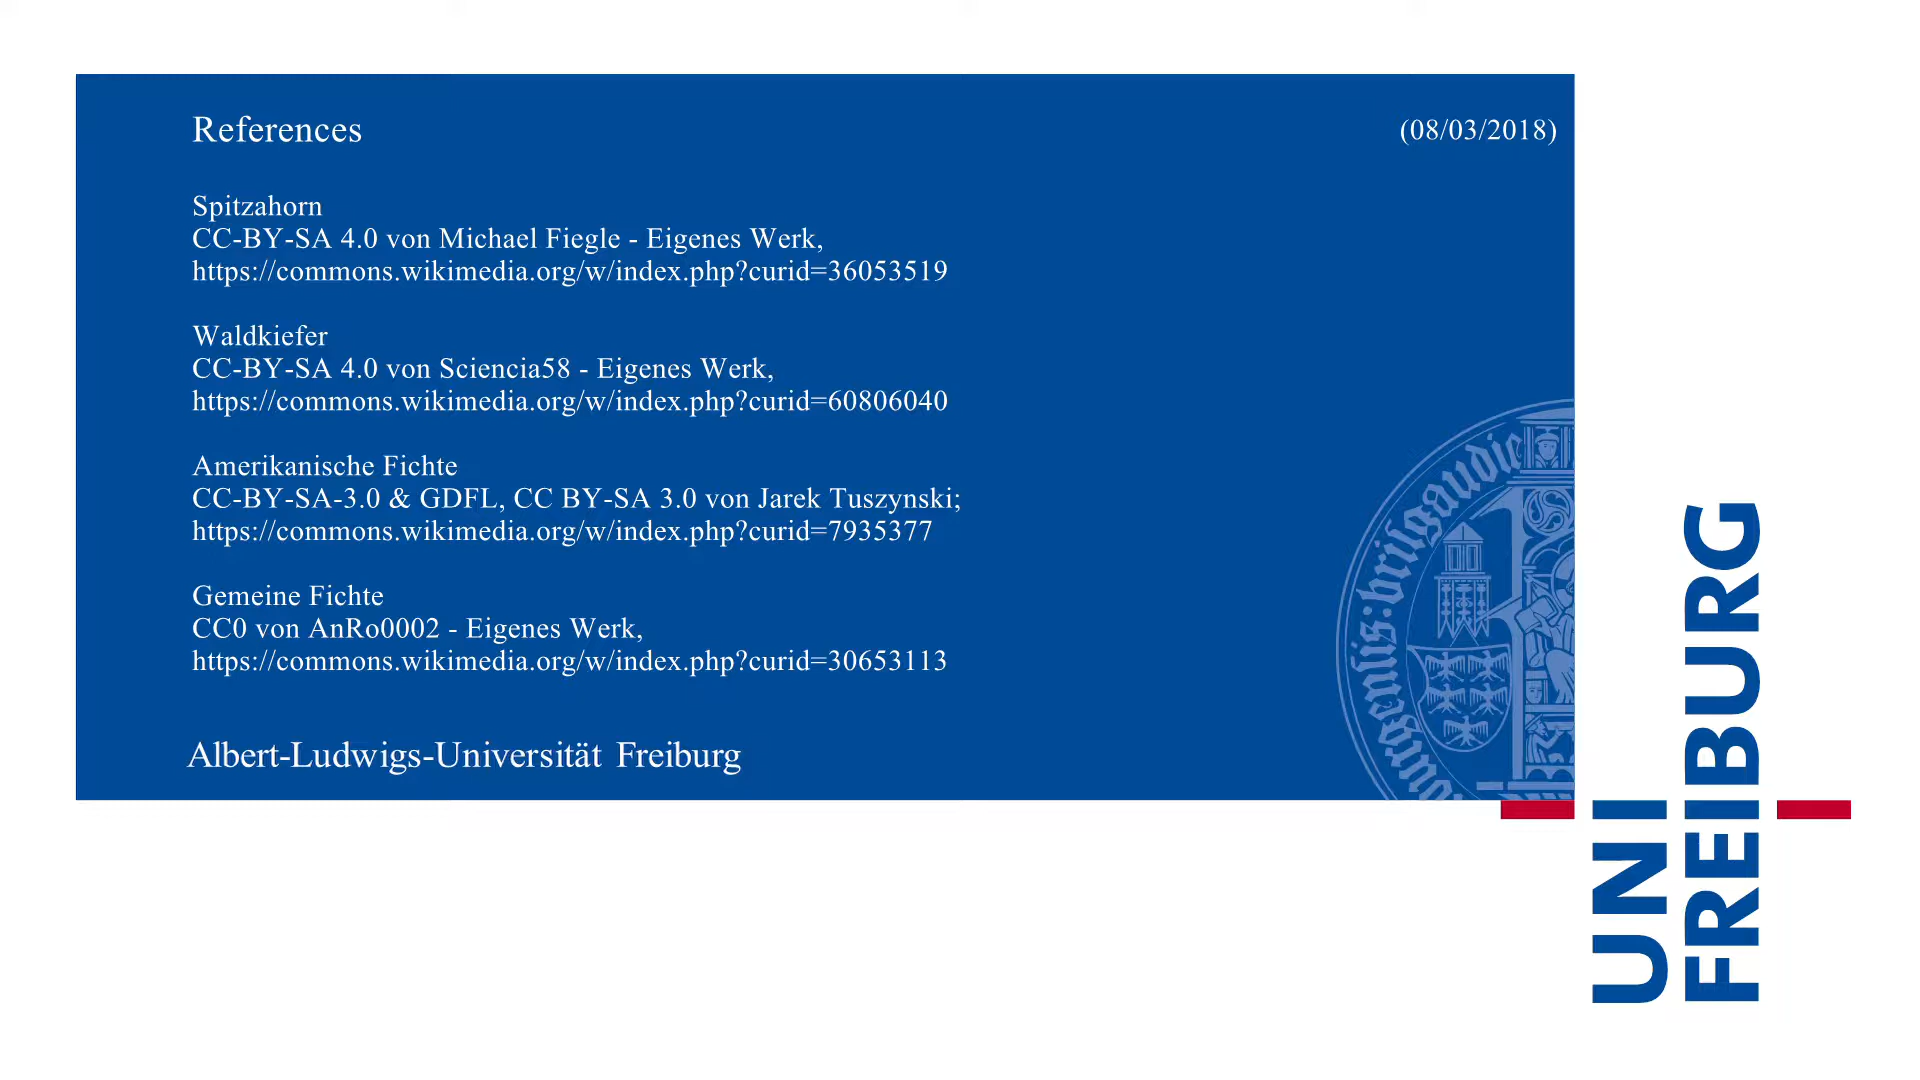 References
(08/03/2018)
Spitzahorn
CC-BY-SA 4.0 von Michael Fiegle - Eigenes Werk,
https://commons.wikimedia.org/w/index.php?curid=36053519
Waldkiefer
CC-BY-SA 4.0 von Sciencia58 - Eigenes Werk,
https://commons.wikimedia.org/w/index.php?curid=60806040
Amerikanische Fichte
CC-BY-SA-3.0 & GDFL, CC BY-SA 3.0 von Jarek Tuszynski;
https://commons.wikimedia.org/w/index.php?curid=7935377
Gemeine Fichte
CC0 von AnRo0002 - Eigenes Werk,
https://commons.wikimedia.org/w/index.php?curid=30653113
Albert-Ludwigs-Universität Freiburg
UNI
FREIBURG